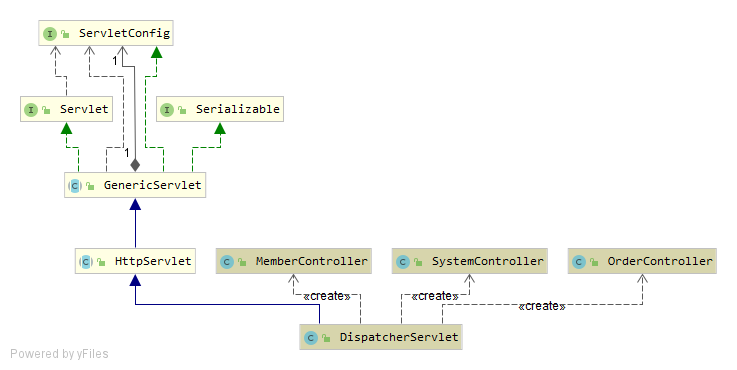 I ServletConfig
1
I Servlet
I Serializable
1
C GenericServlet
C HttpServlet
C MemberController
C SystemController
C OrderController
«create»
«create»
«create»
C DispatcherServlet
Powered by yFiles